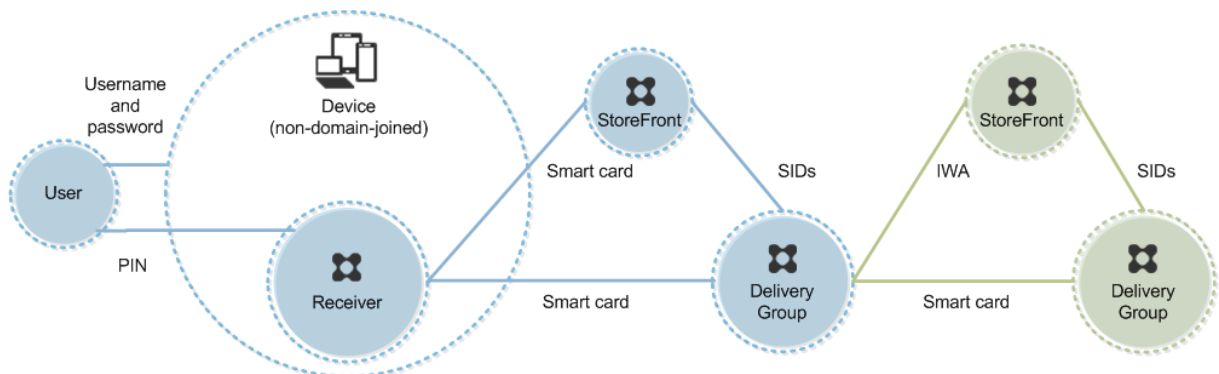 Username
and
password
User
PIN
Device
(non-domain-joined)
Receiver
StoreFront
Smart card
SIDs
Smart card
Delivery
Group
StoreFront
IWA
SIDs
Smart card
Delivery
Group